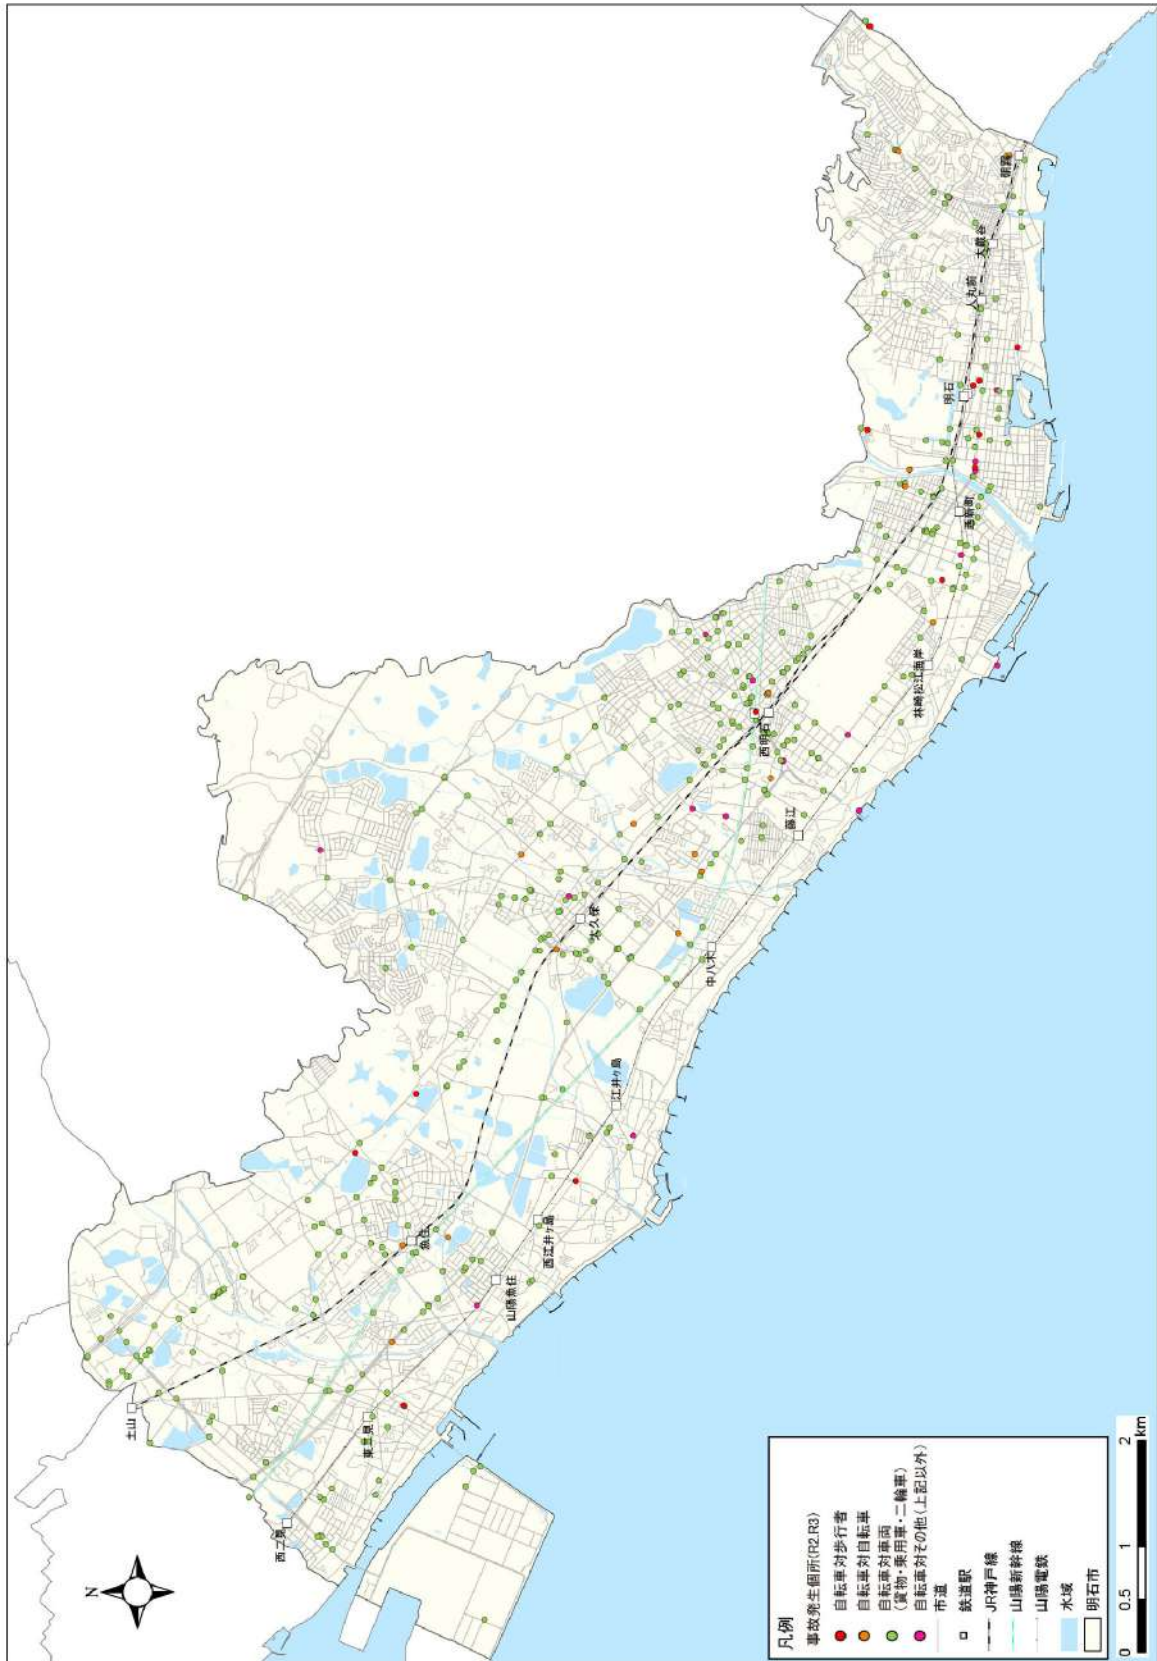 N
土山
西二見
東二見
魚住
山陽魚住
西江井ヶ島
江井ヶ島
大久保
中八木
藤江
西明石
林崎松江海岸
西新町
明石
人丸前
大蔵谷
朝霧
凡例
事故発生個所(R2.R3)
自転車対歩行者
自転車対自転車
自転車対車両
(貨物・乗用車・二輪車)
自転車対その他(上記以外)
市道
鉄道駅
JR神戸線
山陽新幹線
山陽電鉄
水域
明石市
0 0.5 1 2
km